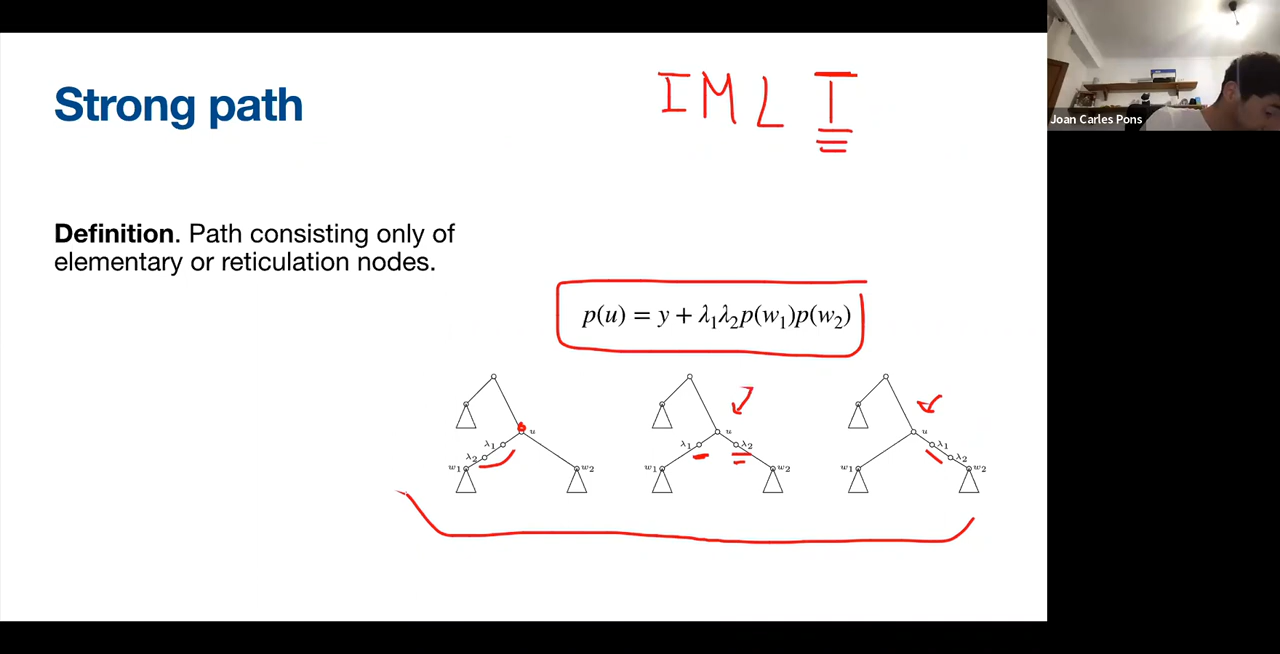 Strong path
IML I
Joan Carles Pons
Definition. Path consisting only of
elementary or reticulation nodes.
p(u) = y + λ₁λ₂p(w₁)p(w₂)
u
λ₁
λ₂
w₁
w₂
u
λ₁
λ₂
w₁
w₂
u
λ₁
λ₂
w₁
w₂